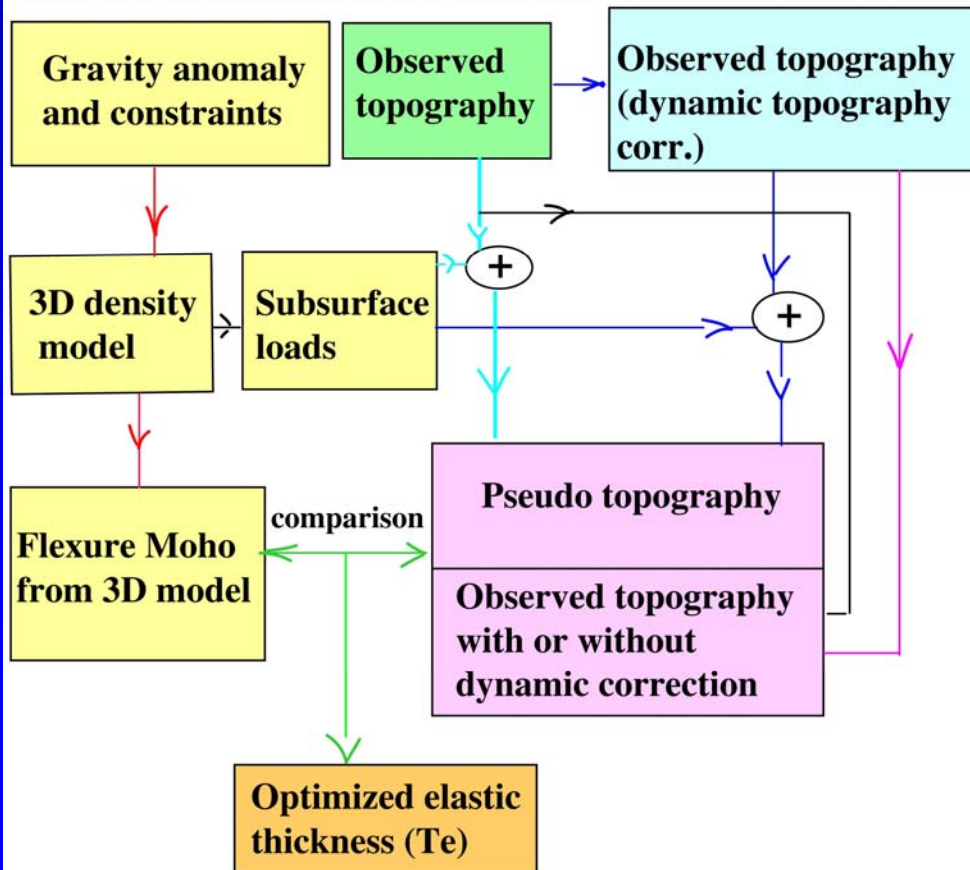 Gravity anomaly
and constraints
Observed
topography
Observed topography
(dynamic topography
corr.)
+
3D density
model
Subsurface
loads
+
Pseudo topography
comparison
Flexure Moho
from 3D model
Observed topography
with or without
dynamic correction
Optimized elastic
thickness (Te)